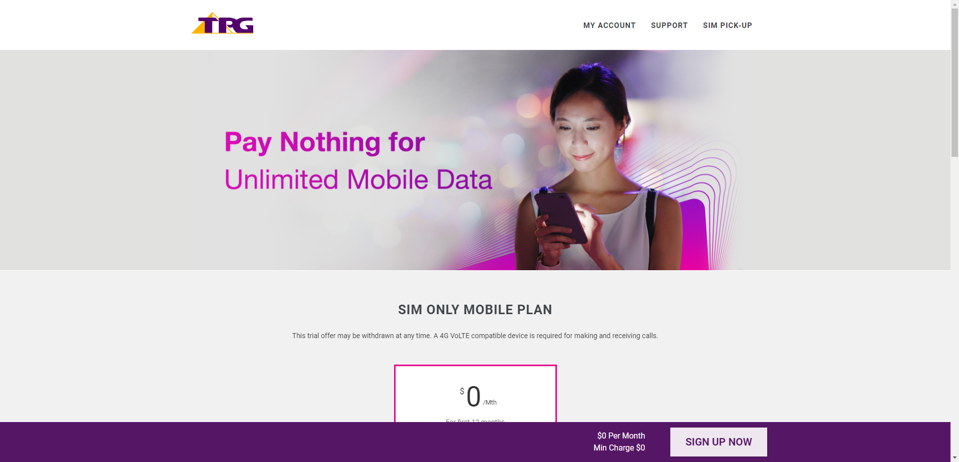 TPG
MY ACCOUNT SUPPORT SIM PICK-UP
Pay Nothing for
Unlimited Mobile Data
SIM ONLY MOBILE PLAN
This trial offer may be withdrawn at any time. A 4G VoLTE compatible device is required for making and receiving calls.
$0 /Mth
For first 12 months
$0 Per Month
Min Charge $0
SIGN UP NOW